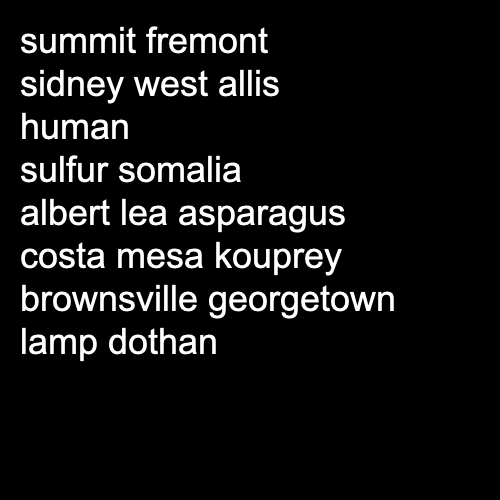 summit fremont
sidney west allis
human
sulfur somalia
albert lea asparagus
costa mesa kouprey
brownsville georgetown
lamp dothan